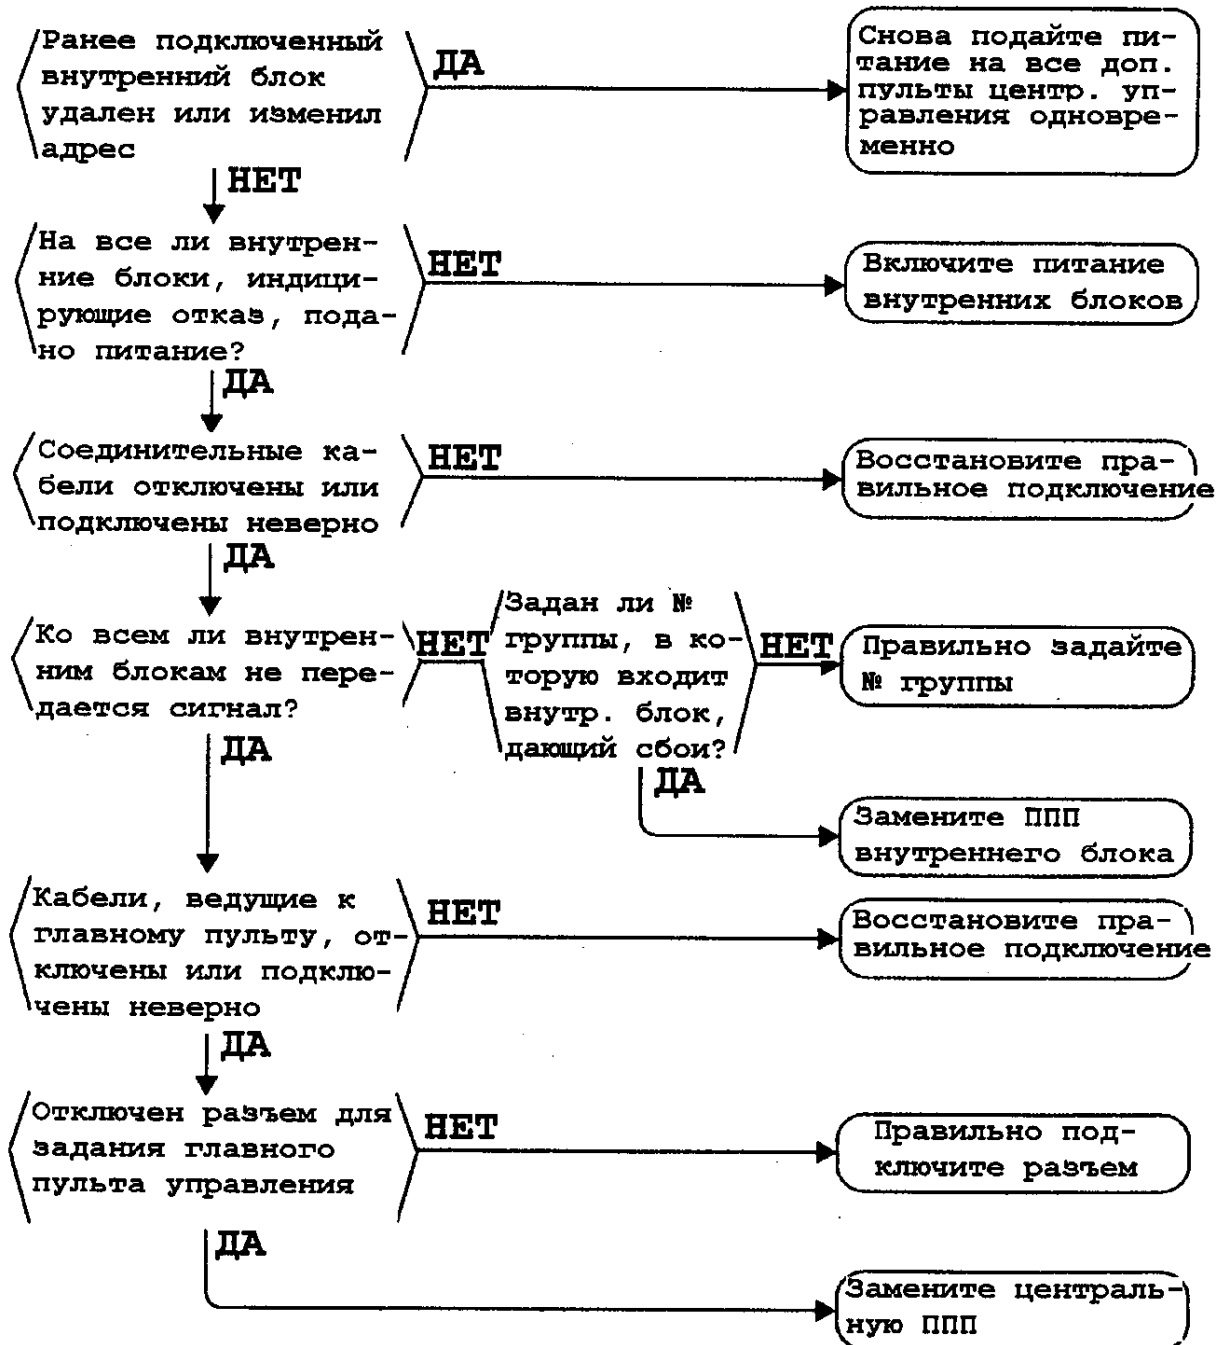 Ранее подключенный
внутренний блок
удален или изменил
адрес
ДА
Снова подайте пи-
тание на все доп.
пульты центр. уп-
равления одновре-
менно
НЕТ
На все ли внутрен-
ние блоки, индици-
рующие отказ, пода-
но питание?
НЕТ
Включите питание
внутренних блоков
ДА
Соединительные ка-
бели отключены или
подключены неверно
НЕТ
Восстановите пра-
вильное подключение
ДА
Ко всем ли внутрен-
ним блокам не пере-
дается сигнал?
НЕТ
Задан ли №
группы, в ко-
торую входит
внутр. блок,
дающий сбои?
НЕТ
Правильно задайте
№ группы
ДА
ДА
Замените ППП
внутреннего блока
Кабели, ведущие к
главному пульту, от-
ключены или подклю-
чены неверно
НЕТ
Восстановите пра-
вильное подключение
ДА
Отключен разъем для
задания главного
пульта управления
НЕТ
Правильно под-
ключите разъем
ДА
Замените централь-
ную ППП